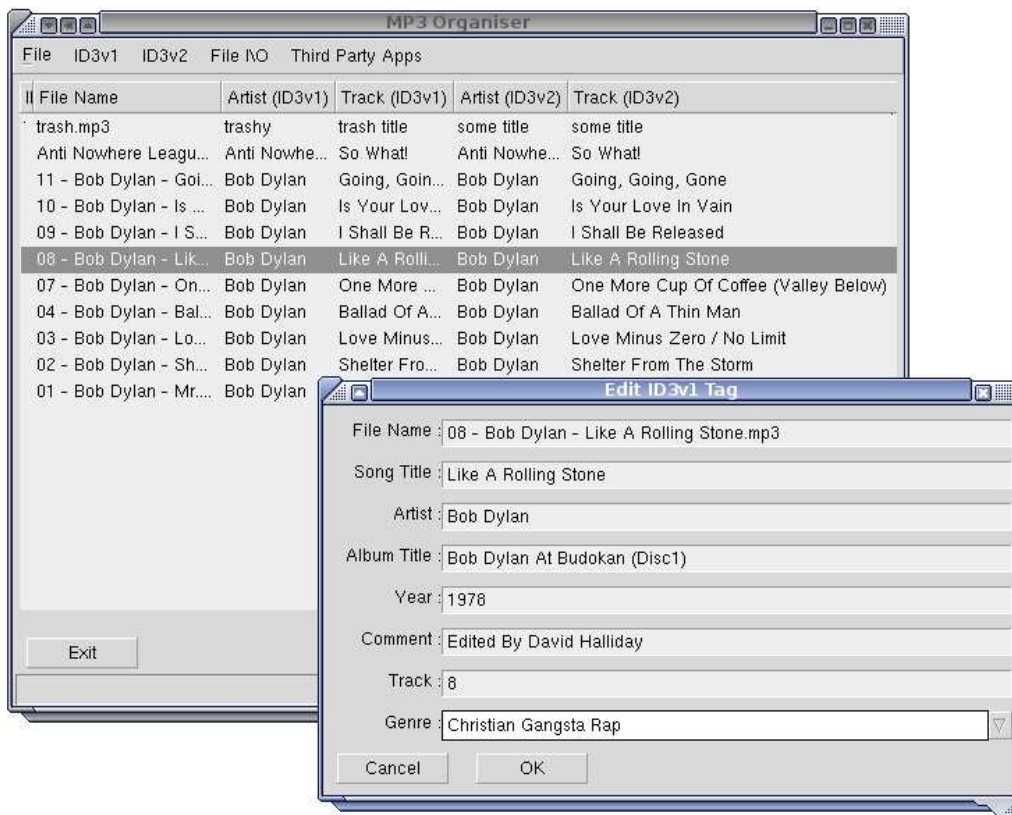 MP3 Organiser
File ID3v1 ID3v2 File I\O Third Party Apps
File Name Artist (ID3v1) Track (ID3v1) Artist (ID3v2) Track (ID3v2)
trash.mp3 trashy trash title some title some title
Anti Nowhere Leagu... Anti Nowhe... So What! Anti Nowhe... So What!
11 - Bob Dylan - Goi... Bob Dylan Going, Goin... Bob Dylan Going, Going, Gone
10 - Bob Dylan - Is ... Bob Dylan Is Your Lov... Bob Dylan Is Your Love In Vain
09 - Bob Dylan - I S... Bob Dylan I Shall Be R... Bob Dylan I Shall Be Released
08 - Bob Dylan - Lik... Bob Dylan Like A Rolli... Bob Dylan Like A Rolling Stone
07 - Bob Dylan - On... Bob Dylan One More ... Bob Dylan One More Cup Of Coffee (Valley Below)
04 - Bob Dylan - Bal... Bob Dylan Ballad Of A... Bob Dylan Ballad Of A Thin Man
03 - Bob Dylan - Lo... Bob Dylan Love Minus... Bob Dylan Love Minus Zero / No Limit
02 - Bob Dylan - Sh... Bob Dylan Shelter Fro... Bob Dylan Shelter From The Storm
01 - Bob Dylan - Mr.... Bob Dylan
Exit
Edit ID3v1 Tag
File Name : 08 - Bob Dylan - Like A Rolling Stone.mp3
Song Title : Like A Rolling Stone
Artist : Bob Dylan
Album Title : Bob Dylan At Budokan (Disc1)
Year : 1978
Comment : Edited By David Halliday
Track : 8
Genre : Christian Gangsta Rap
Cancel OK